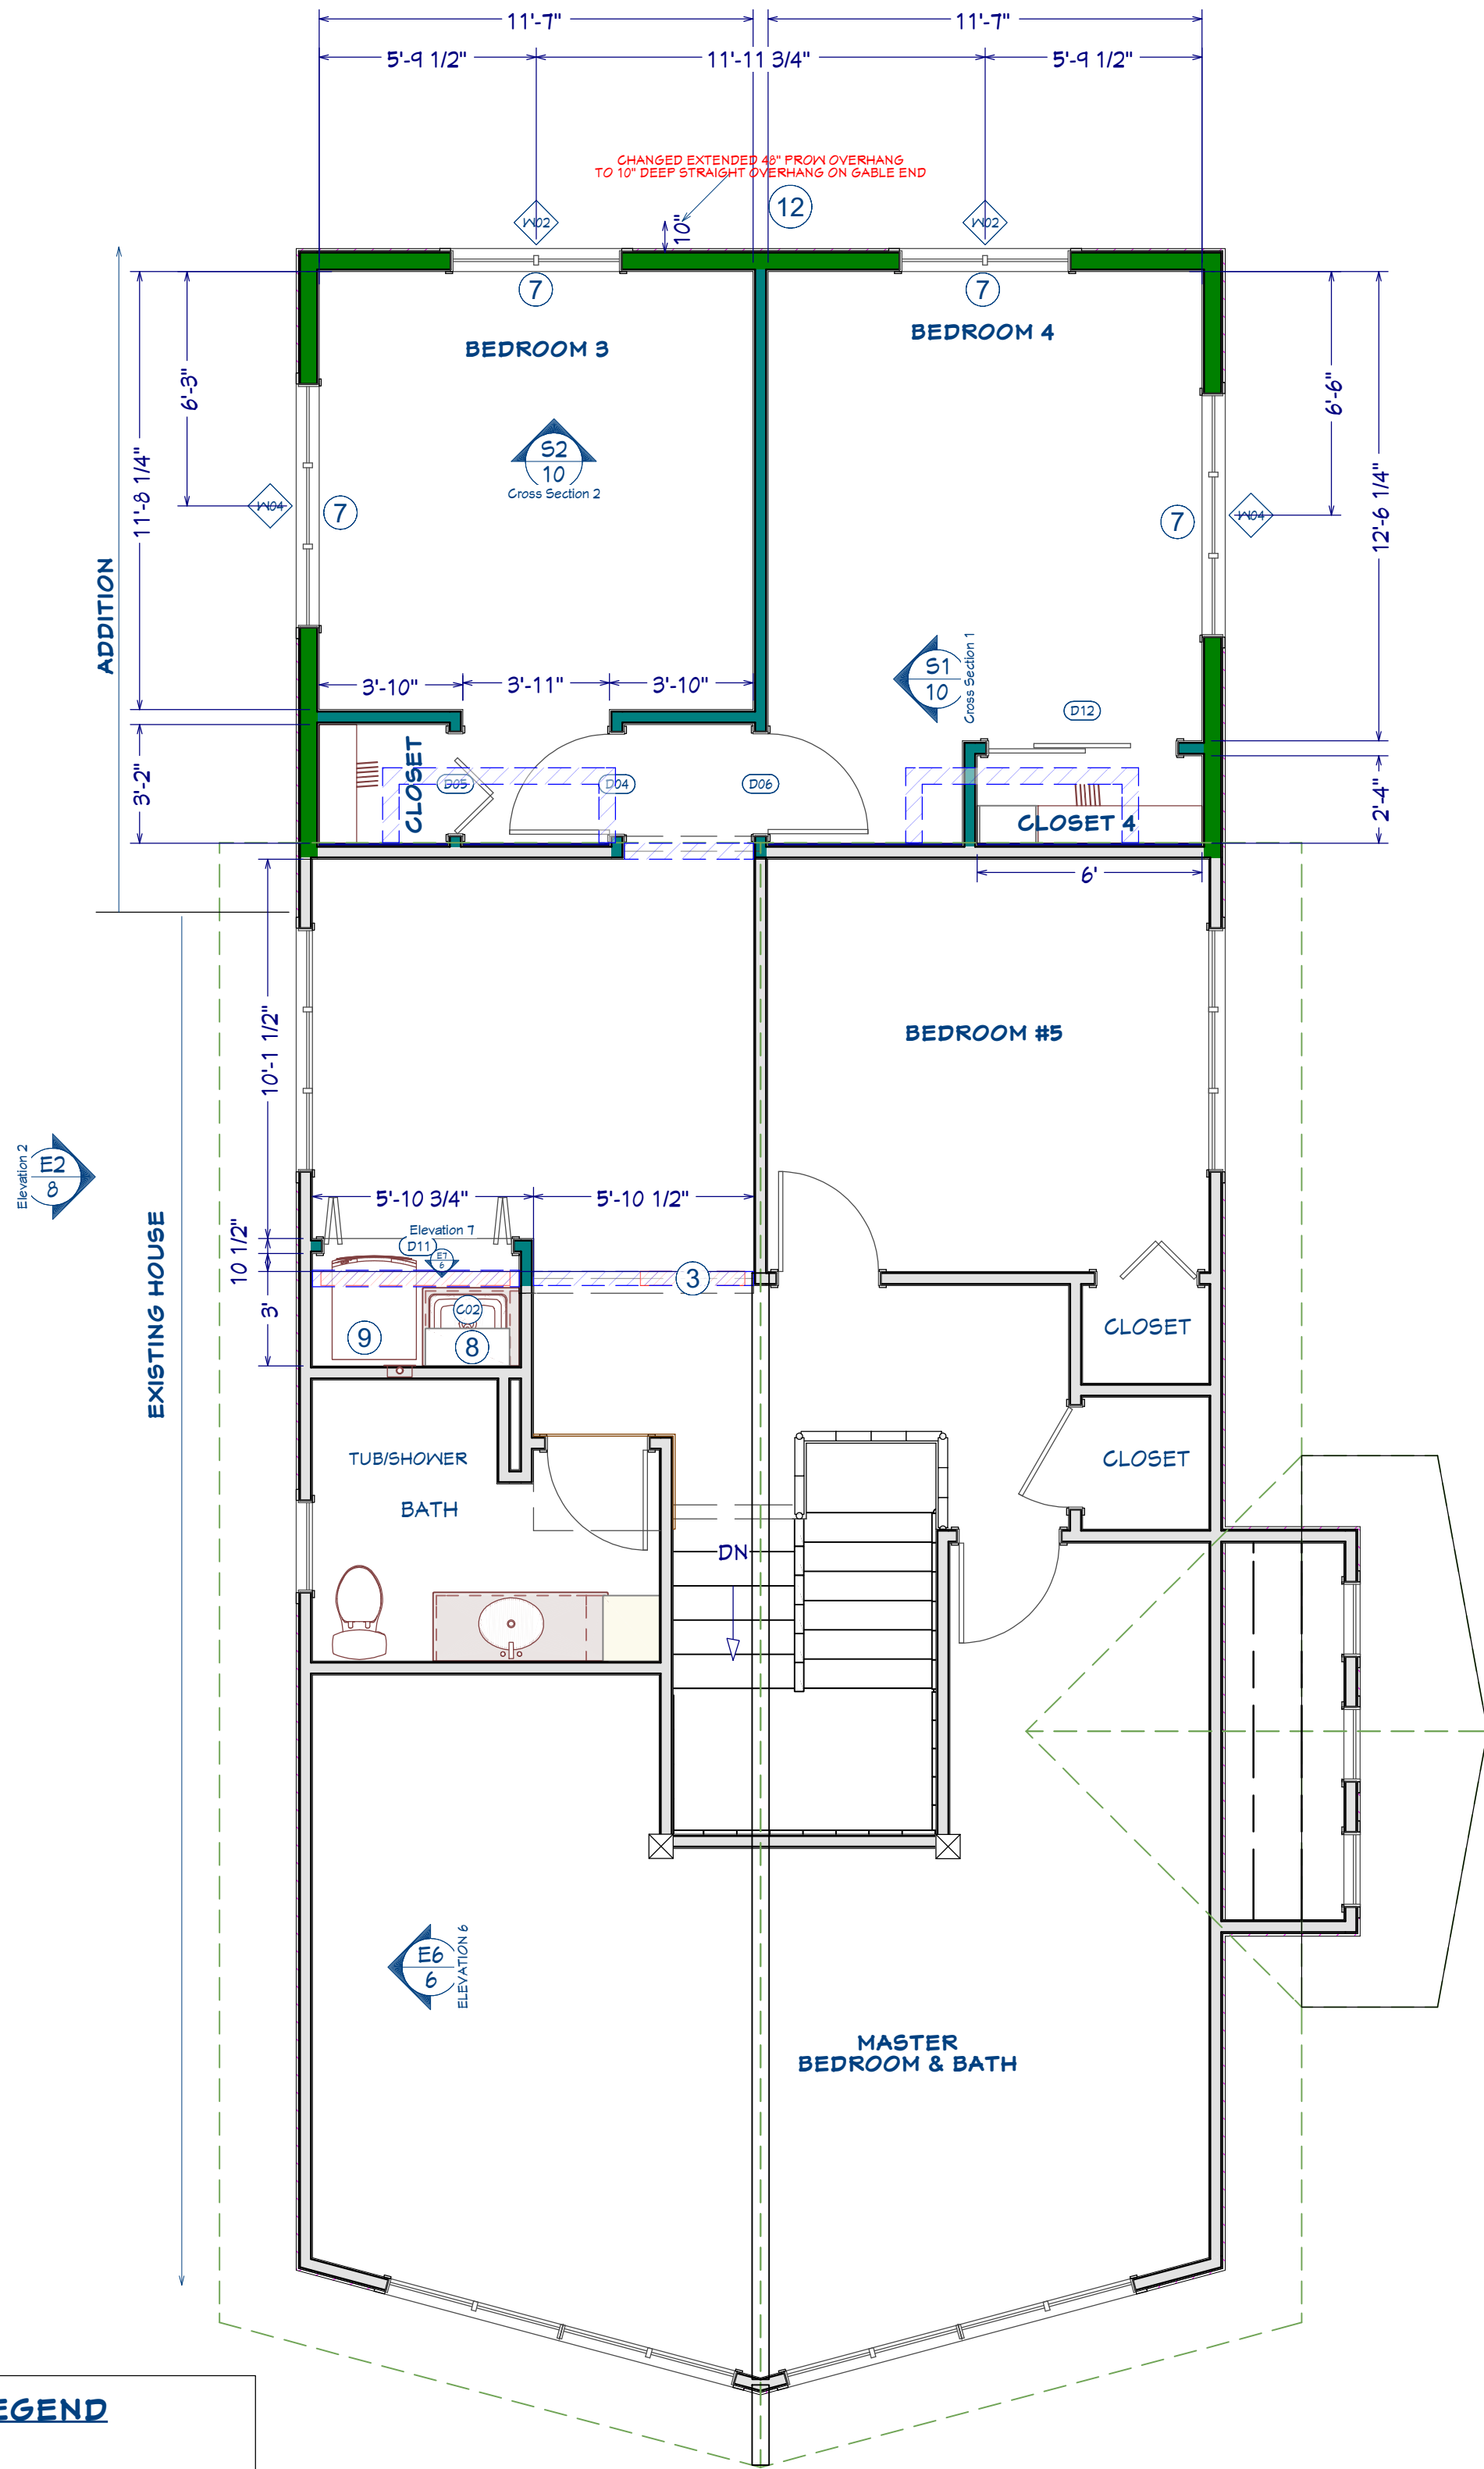 11'-7"
11'-7"
5'-9 1/2"
11'-11 3/4"
5'-9 1/2"
CHANGED EXTENDED 48" PROW OVERHANG
TO 10" DEEP STRAIGHT OVERHANG ON GABLE END
10"
12
W02
W02
7
7
BEDROOM 3
BEDROOM 4
6'-3"
6'-6"
11'-8 1/4"
12'-6 1/4"
S2
10
Cross Section 2
W04
7
7
W04
ADDITION
S1
10
Cross Section 1
3'-10"
3'-11"
3'-10"
D12
3'-2"
CLOSET
D05
D04
D06
2'-4"
CLOSET 4
6'
10'-1 1/2"
BEDROOM #5
Elevation 2
E2
8
EXISTING HOUSE
5'-10 3/4"
5'-10 1/2"
10 1/2"
Elevation 7
D11
E7
6
3
3'
C02
9
8
CLOSET
TUB/SHOWER
CLOSET
BATH
DN
E6
6
ELEVATION 6
MASTER
BEDROOM & BATH
EGEND